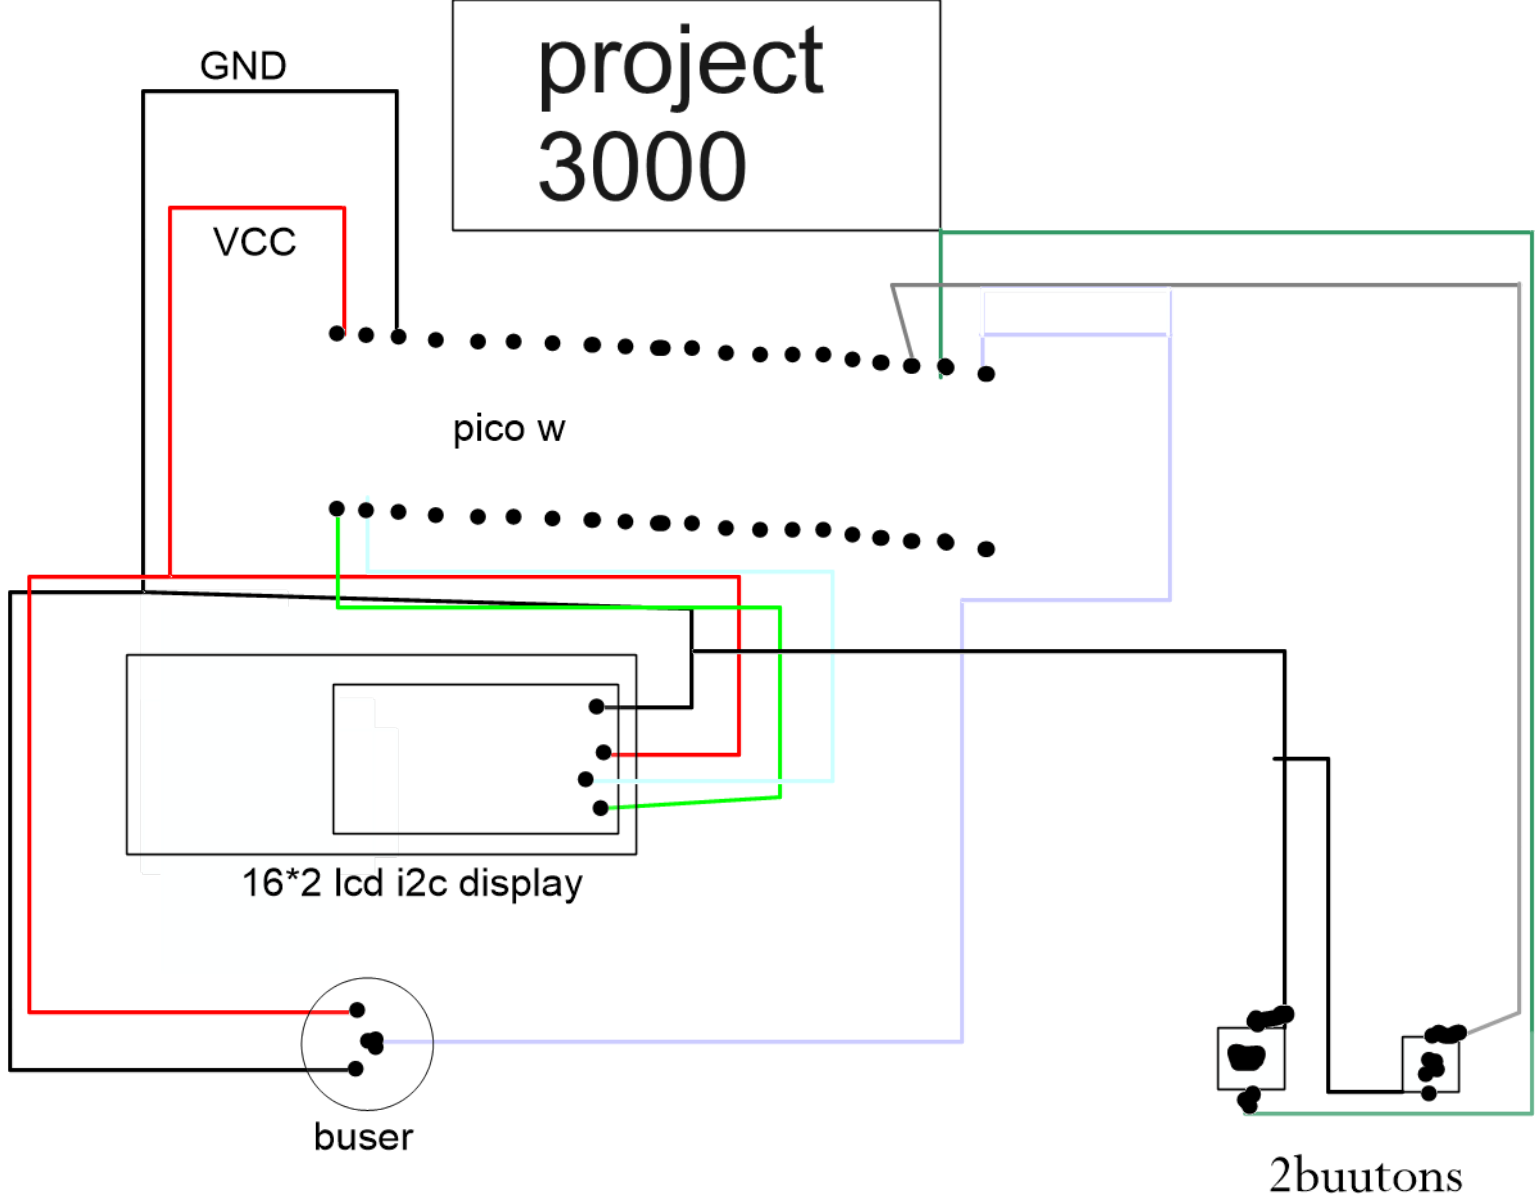 project
3000
GND
VCC
pico w
16*2 lcd i2c display
buser
2buutons